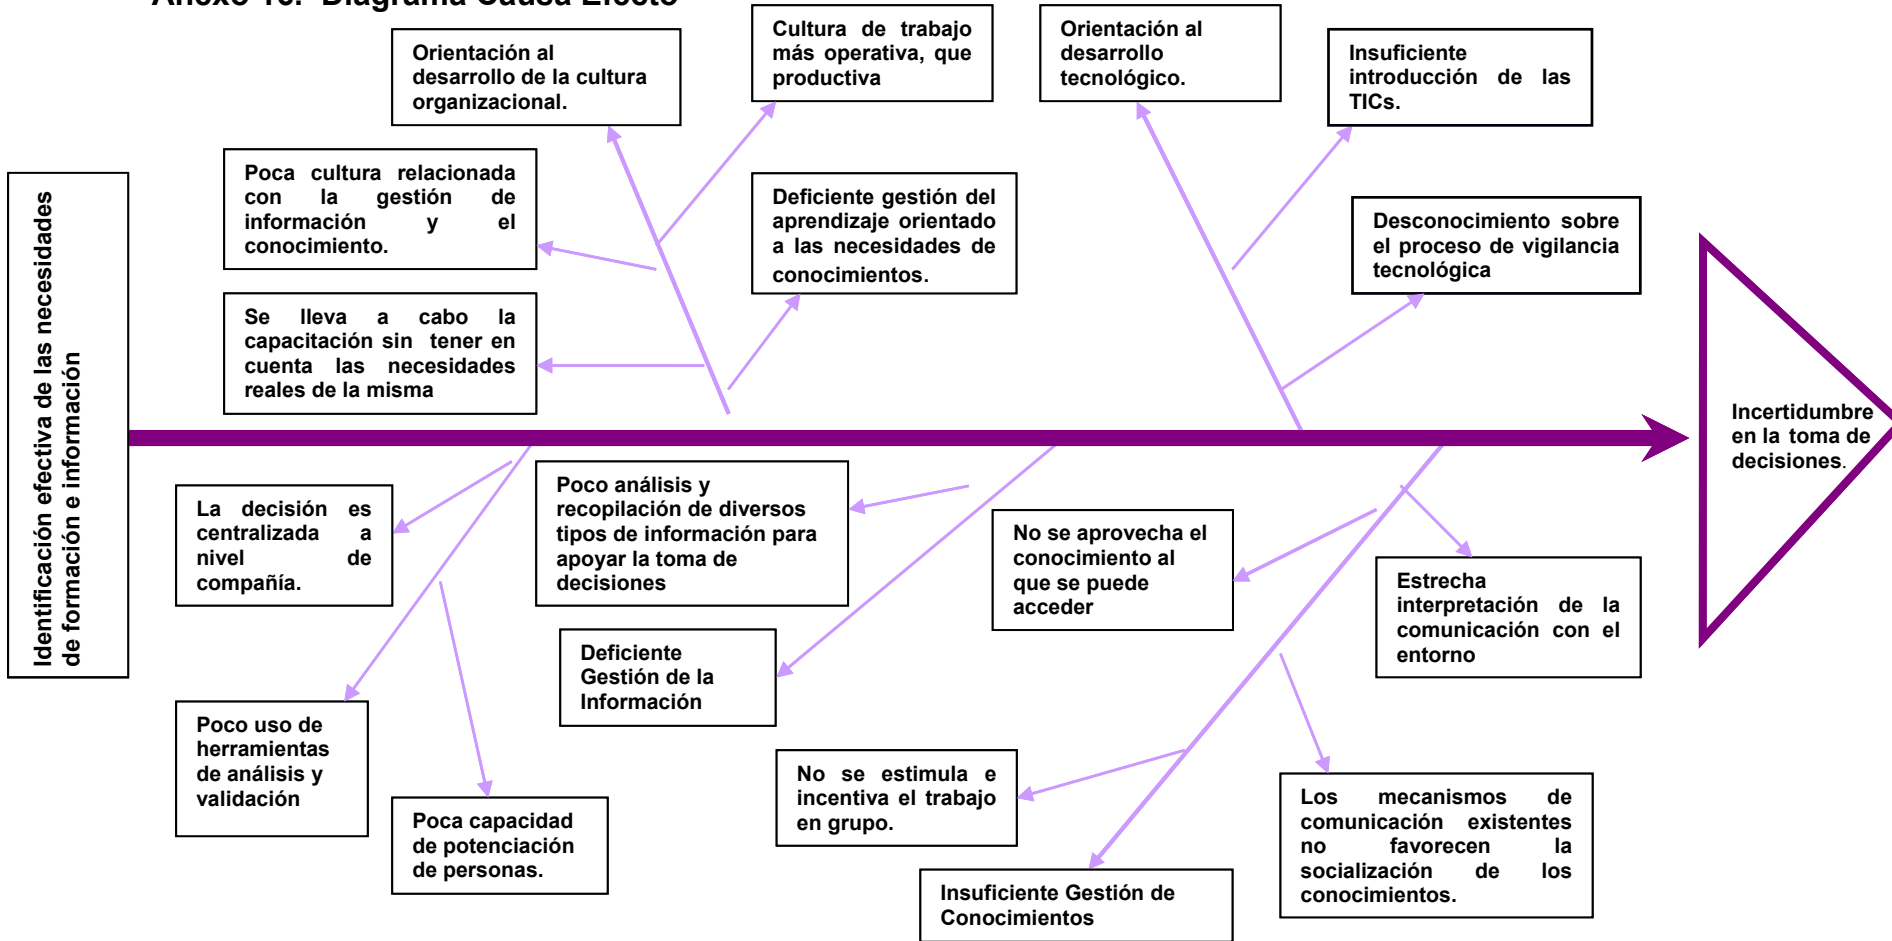 Orientación al
desarrollo de la cultura
organizacional.
Cultura de trabajo
más operativa, que
productiva
Orientación al
desarrollo
tecnológico.
Insuficiente
introducción de las
TICs.
Poca cultura relacionada
con la gestión de
información y el
conocimiento.
Deficiente gestión del
aprendizaje orientado
a las necesidades de
conocimientos.
Desconocimiento sobre
el proceso de vigilancia
tecnológica
Se lleva a cabo la
capacitación sin tener en
cuenta las necesidades
reales de la misma
Identificación efectiva de las necesidades
de formación e información
Incertidumbre
en la toma de
decisiones.
La decisión es
centralizada a
nivel de
compañía.
Poco análisis y
recopilación de diversos
tipos de información para
apoyar la toma de
decisiones
No se aprovecha el
conocimiento al
que se puede
acceder
Estrecha
interpretación de la
comunicación con el
entorno
Deficiente
Gestión de la
Información
Poco uso de
herramientas
de análisis y
validación
Poca capacidad
de potenciación
de personas.
No se estimula e
incentiva el trabajo
en grupo.
Los mecanismos de
comunicación existentes
no favorecen la
socialización de los
conocimientos.
Insuficiente Gestión de
Conocimientos